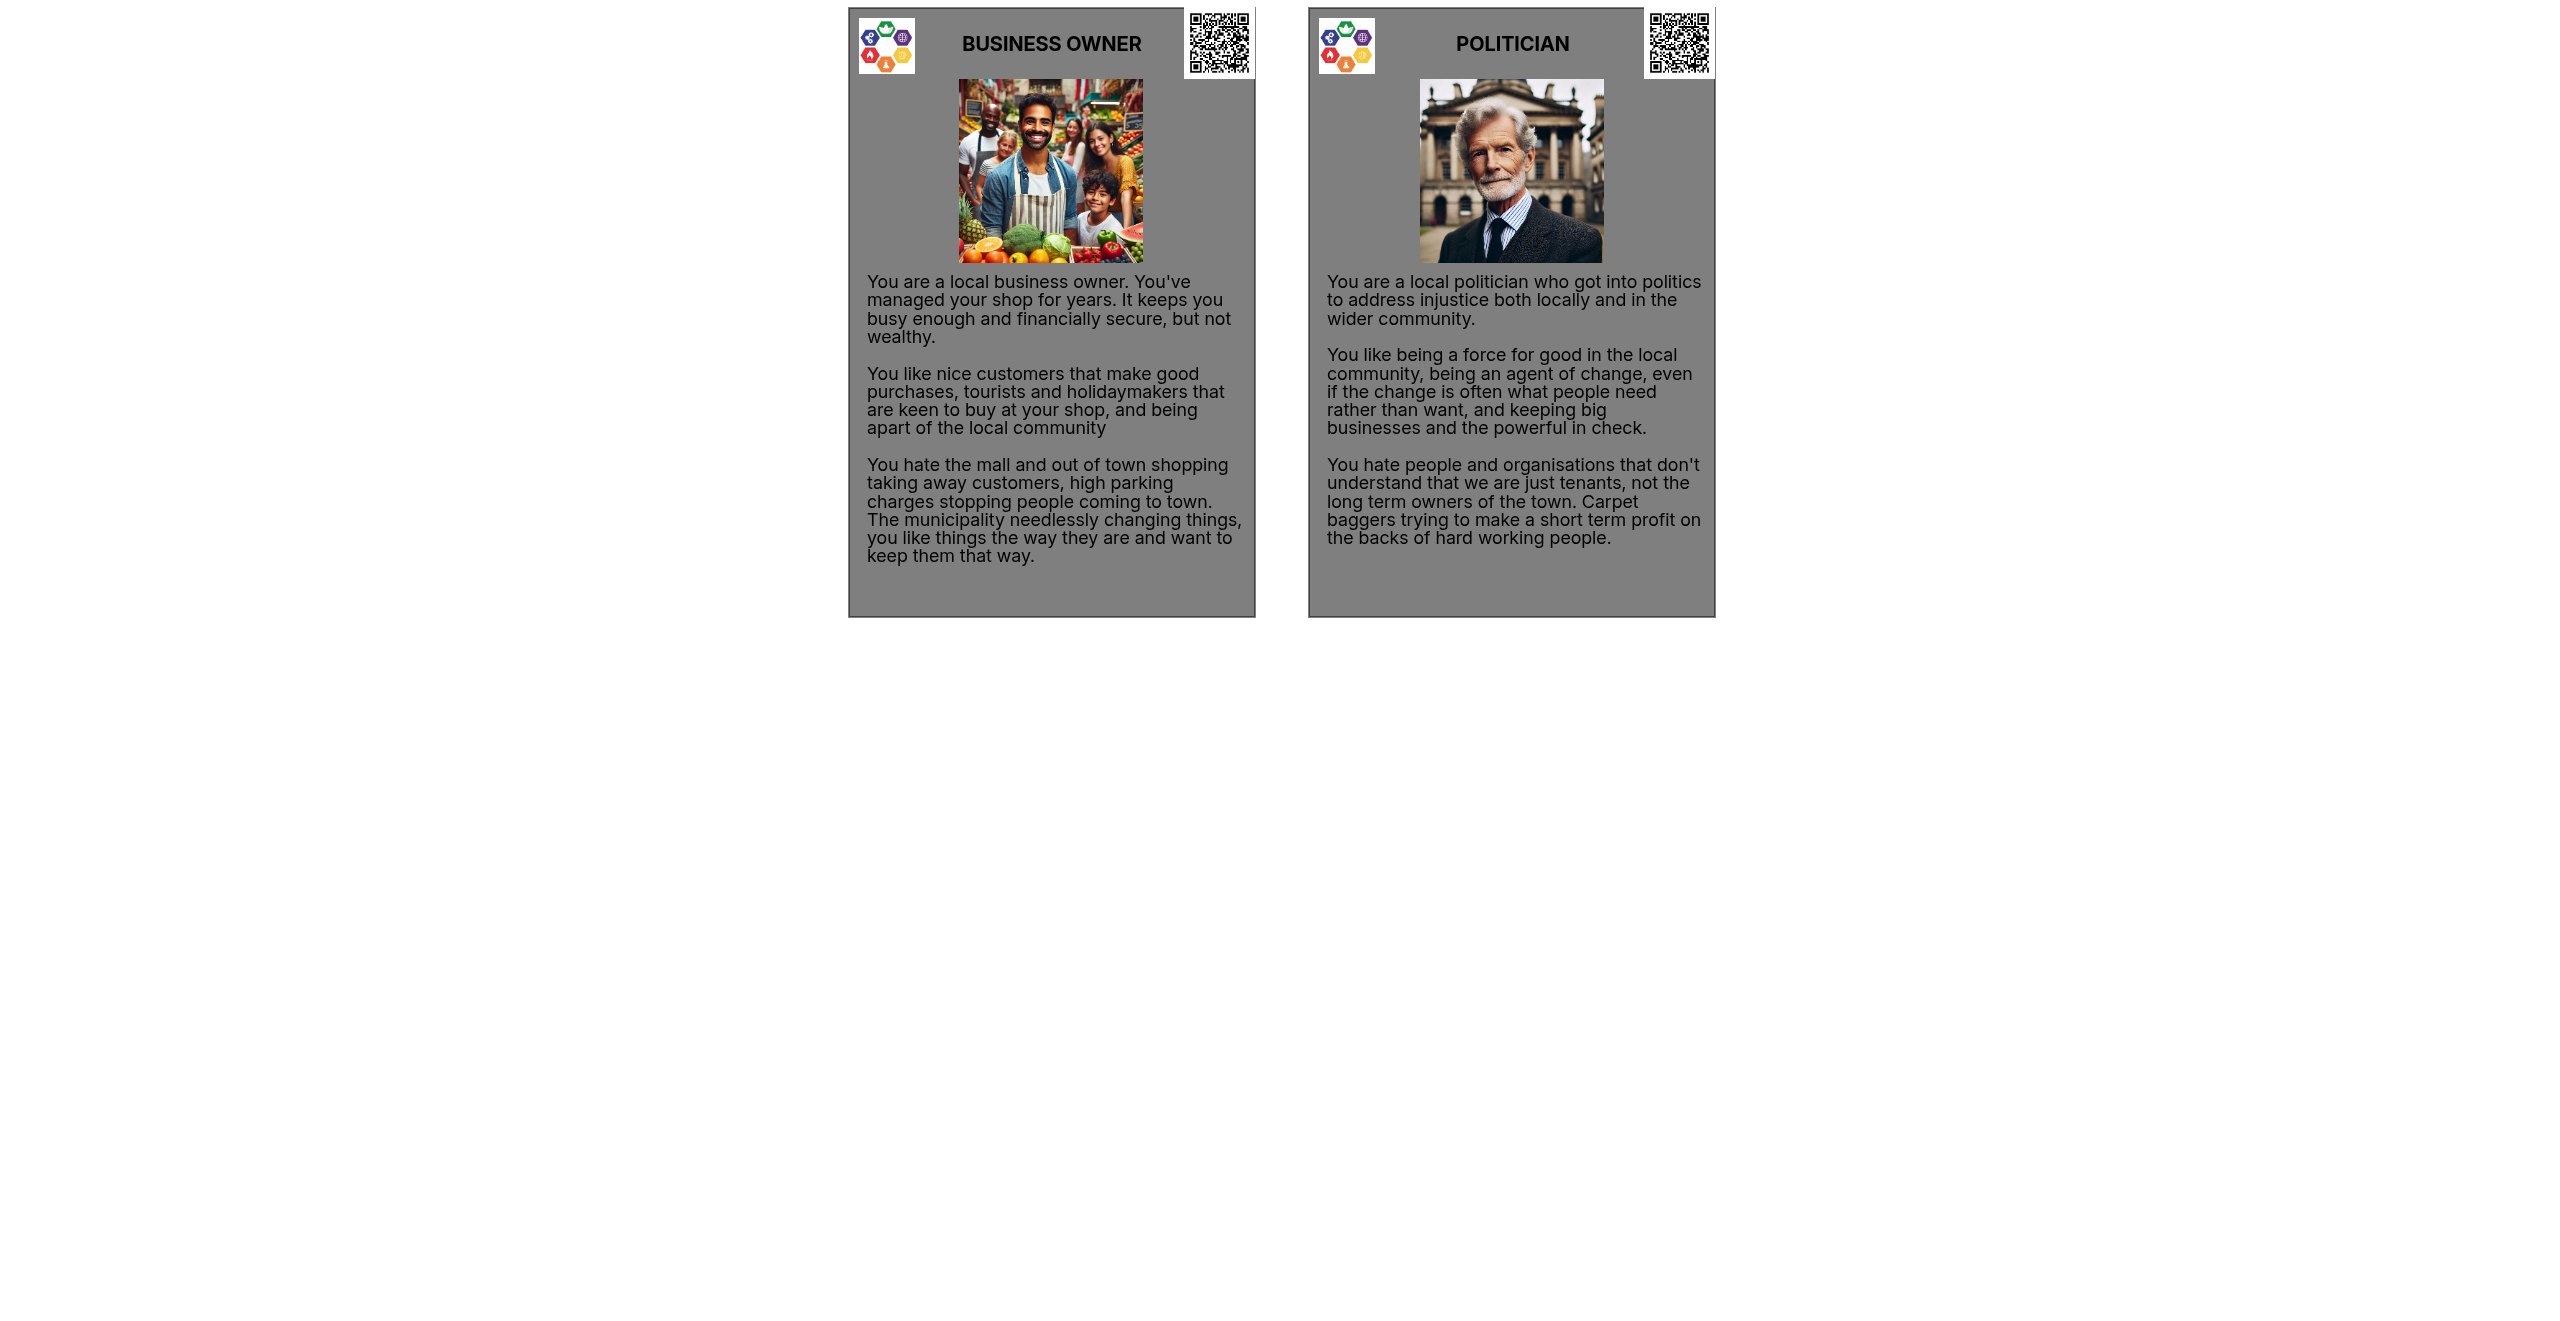 BUSINESS OWNER
You are a local business owner. You've
managed your shop for years. It keeps you
busy enough and financially secure, but not
wealthy.
You like nice customers that make good
purchases, tourists and holidaymakers that
are keen to buy at your shop, and being
apart of the local community
You hate the mall and out of town shopping
taking away customers, high parking
charges stopping people coming to town.
The municipality needlessly changing things,
you like things the way they are and want to
keep them that way.
POLITICIAN
You are a local politician who got into politics
to address injustice both locally and in the
wider community.
You like being a force for good in the local
community, being an agent of change, even
if the change is often what people need
rather than want, and keeping big
businesses and the powerful in check.
You hate people and organisations that don't
understand that we are just tenants, not the
long term owners of the town. Carpet
baggers trying to make a short term profit on
the backs of hard working people.